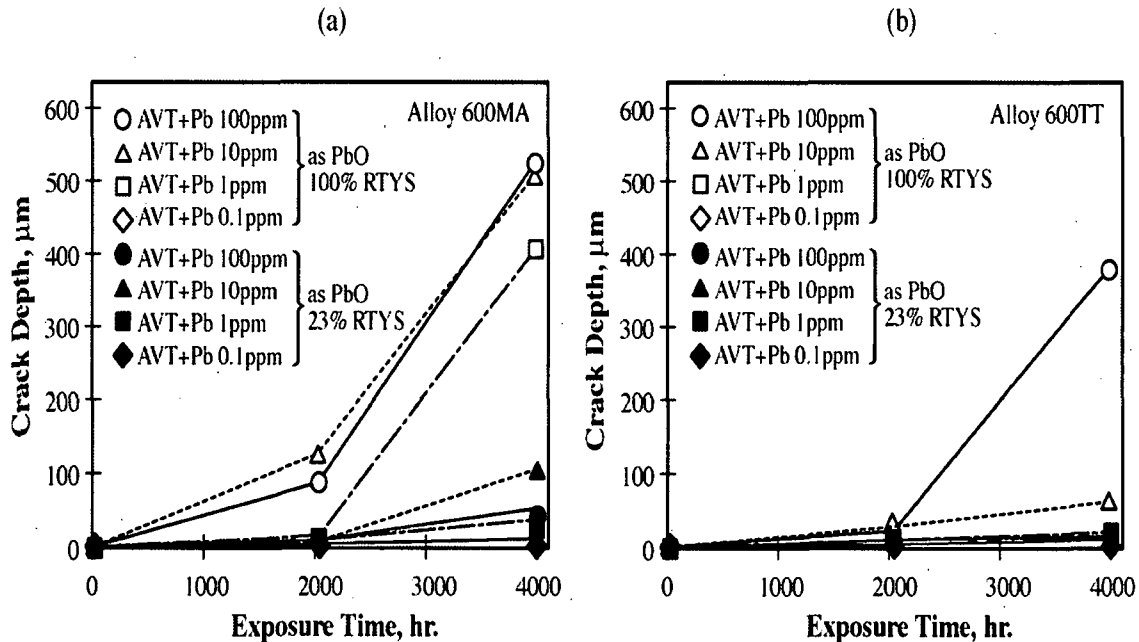 (a)
600
500
400
300
200
100
0
Crack Depth, μm
Alloy 600MA
AVT+Pb 100ppm
AVT+Pb 10ppm
AVT+Pb 1ppm
AVT+Pb 0.1ppm
as PbO
100% RTYS
AVT+Pb 100ppm
AVT+Pb 10ppm
AVT+Pb 1ppm
AVT+Pb 0.1ppm
as PbO
23% RTYS
0 1000 2000 3000 4000
Exposure Time, hr.
(b)
600
500
400
300
200
100
0
Crack Depth, μm
Alloy 600TT
AVT+Pb 100ppm
AVT+Pb 10ppm
AVT+Pb 1ppm
AVT+Pb 0.1ppm
as PbO
100% RTYS
AVT+Pb 100ppm
AVT+Pb 10ppm
AVT+Pb 1ppm
AVT+Pb 0.1ppm
as PbO
23% RTYS
0 1000 2000 3000 4000
Exposure Time, hr.